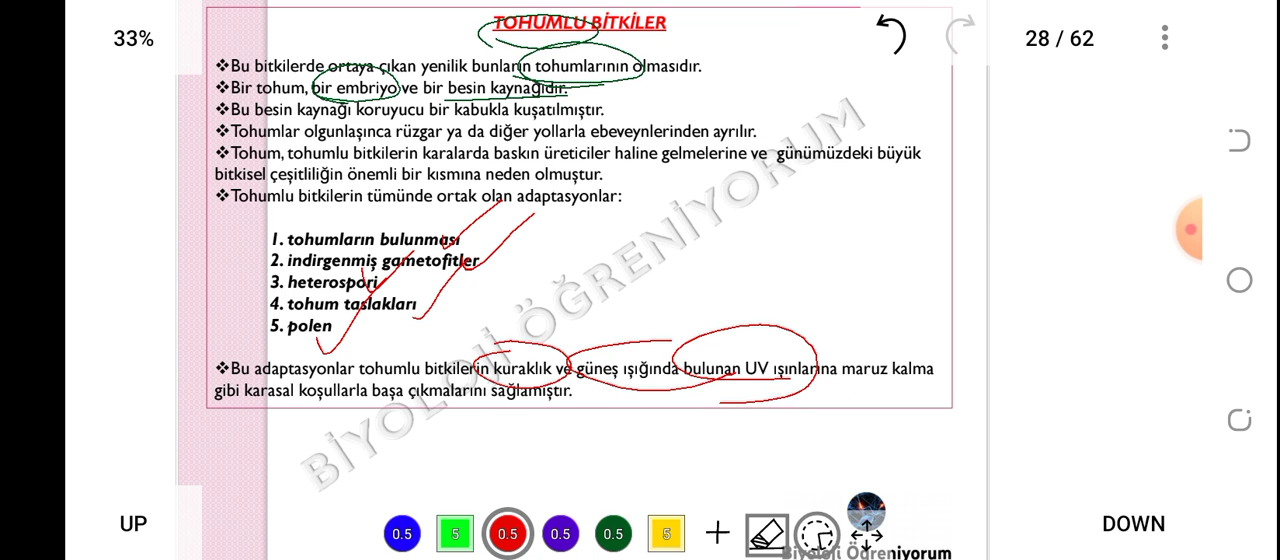 33%
TOHUMLU BİTKİLER
28 / 62
❖Bu bitkilerde ortaya çıkan yenilik bunların tohumlarının olmasıdır.
❖Bir tohum, bir embriyo ve bir besin kaynağıdır.
❖Bu besin kaynağı koruyucu bir kabukla kuşatılmıştır.
❖Tohumlar olgunlaşınca rüzgar ya da diğer yollarla ebeveynlerinden ayrılır.
❖Tohum, tohumlu bitkilerin karalarda baskın üreticiler haline gelmelerine ve günümüzdeki büyük
bitkisel çeşitliliğin önemli bir kısmına neden olmuştur.
❖Tohumlu bitkilerin tümünde ortak olan adaptasyonlar:
1. tohumların bulunması
2. indirgenmiş gametofitler
3. heterospori
4. tohum taslakları
5. polen
❖Bu adaptasyonlar tohumlu bitkilerin kuraklık ve güneş ışığında bulunan UV ışınlarına maruz kalma
gibi karasal koşullarla başa çıkmalarını sağlamıştır.
BİYOLOJİ ÖĞRENİYORUM
UP
0.5
5
0.5
0.5
0.5
5
DOWN
Biyoloji Öğreniyorum